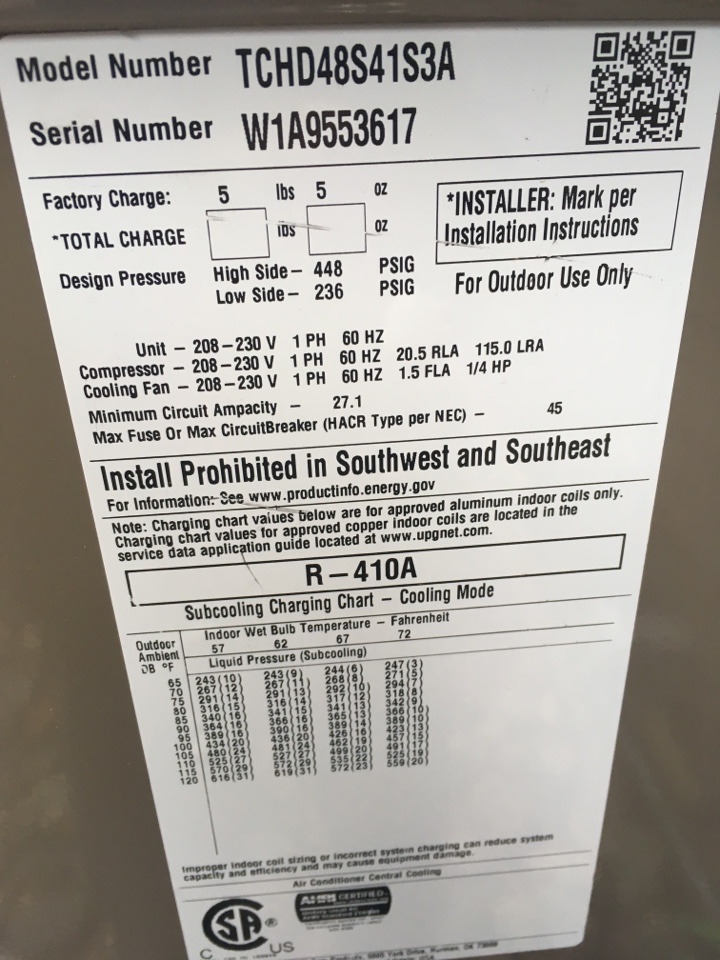 Model Number TCHD48S41S3A
Serial Number W1A9553617
Factory Charge: 5 lbs 5 OZ
*TOTAL CHARGE lbs OZ
*INSTALLER: Mark per
Installation Instructions
Design Pressure High Side – 448 PSIG
Low Side – 236 PSIG
For Outdoor Use Only
Unit – 208–230 V 1 PH 60 HZ
Compressor – 208–230 V 1 PH 60 HZ 20.5 RLA 115.0 LRA
Cooling Fan – 208–230 V 1 PH 60 HZ 1.5 FLA 1/4 HP
Minimum Circuit Ampacity – 27.1
Max Fuse Or Max CircuitBreaker (HACR Type per NEC) – 45
Install Prohibited in Southwest and Southeast
For Information: See www.productinfo.energy.gov
Note: Charging chart values below are for approved aluminum indoor coils only.
Charging chart values for approved copper indoor coils are located in the
service data application guide located at www.upgnet.com.
R–410A
Subcooling Charging Chart – Cooling Mode
Outdoor
Ambient
DB °F
Indoor Wet Bulb Temperature – Fahrenheit
57 62 67 72
Liquid Pressure (Subcooling)
65 243(10) 243(9) 244(6) 247(3)
70 267(12) 267(11) 268(8) 271(5)
75 291(14) 291(13) 292(10) 294(7)
80 316(15) 316(14) 317(12) 318(8)
85 340(16) 341(15) 341(13) 342(9)
90 364(16) 366(16) 365(13) 366(10)
95 389(16) 390(16) 389(14) 389(10)
100 434(20) 436(20) 426(16) 423(13)
105 480(24) 481(24) 462(19) 457(15)
110 525(27) 527(27) 499(20) 491(17)
115 570(29) 572(29) 535(22) 525(19)
120 616(31) 619(31) 572(23) 559(20)
Improper indoor coil sizing or incorrect system charging can reduce system
capacity and efficiency and may cause equipment damage.
Air Conditioner Central Cooling
AHRI CERTIFIED
SA ®
C US